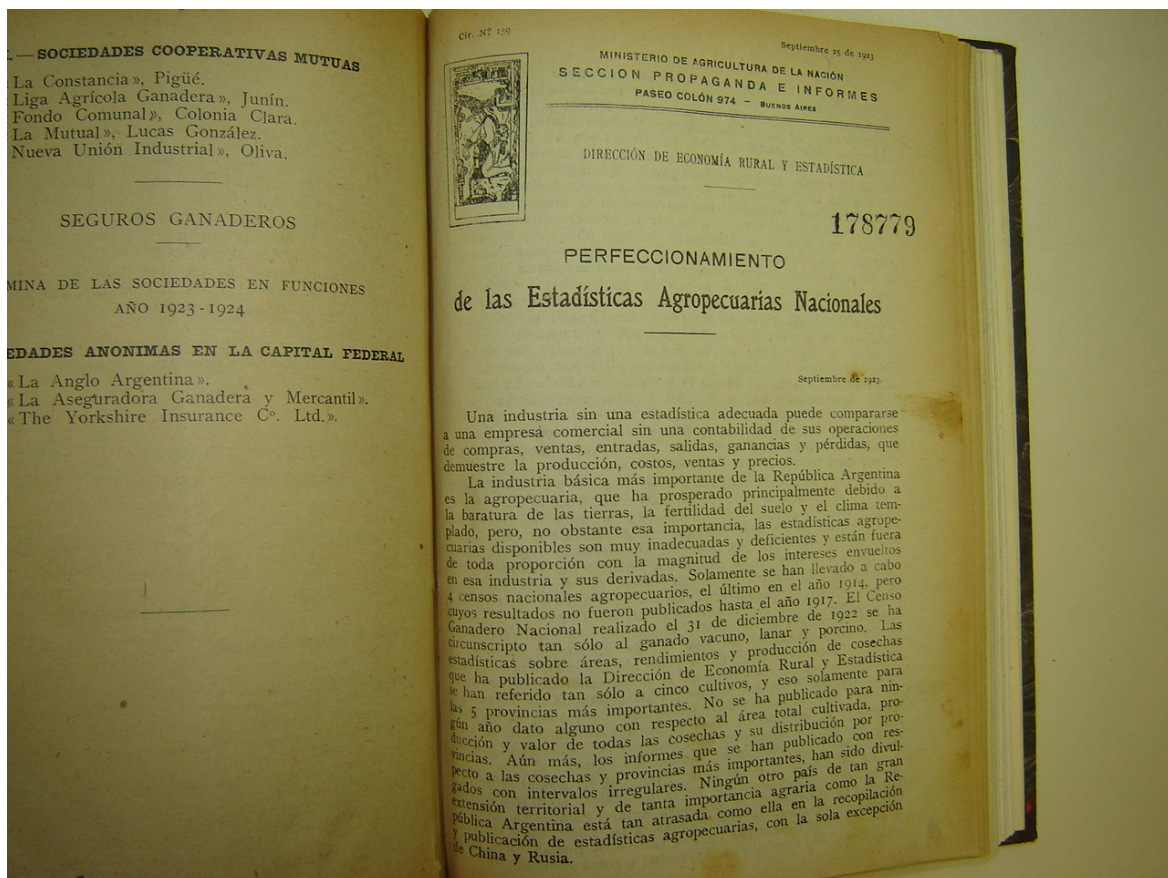 . — SOCIEDADES COOPERATIVAS MUTUAS
« La Constancia », Pigüé.
Liga Agrícola Ganadera », Junín.
Fondo Comunal », Colonia Clara.
La Mutual », Lucas González.
Nueva Unión Industrial », Oliva.
SEGUROS GANADEROS
MINA DE LAS SOCIEDADES EN FUNCIONES
AÑO 1923 - 1924
EDADES ANONIMAS EN LA CAPITAL FEDERAL
« La Anglo Argentina ».
« La Aseguradora Ganadera y Mercantil ».
« The Yorkshire Insurance Cº. Ltd. ».
Cir. Nº 159
Septiembre 25 de 1923
MINISTERIO DE AGRICULTURA DE LA NACIÓN
SECCION PROPAGANDA E INFORMES
PASEO COLÓN 974 — BUENOS AIRES
DIRECCIÓN DE ECONOMÍA RURAL Y ESTADÍSTICA
178779
PERFECCIONAMIENTO
de las Estadísticas Agropecuarias Nacionales
Septiembre de 1923.
Una industria sin una estadística adecuada puede compararse
a una empresa comercial sin una contabilidad de sus operaciones
de compras, ventas, entradas, salidas, ganancias y pérdidas, que
demuestre la producción, costos, ventas y precios.
La industria básica más importante de la República Argentina
es la agropecuaria, que ha prosperado principalmente debido a
la baratura de las tierras, la fertilidad del suelo y el clima tem-
plado, pero, no obstante esa importancia, las estadísticas agrope-
cuarias disponibles son muy inadecuadas y deficientes y están fuera
de toda proporción con la magnitud de los intereses envueltos
en esa industria y sus derivadas. Solamente se han llevado a cabo
4 censos nacionales agropecuarios, el último en el año 1914, pero
cuyos resultados no fueron publicados hasta el año 1917. El Censo
Ganadero Nacional realizado el 31 de diciembre de 1922 se ha
circunscripto tan sólo al ganado vacuno, lanar y porcino. Las
estadísticas sobre áreas, rendimientos y producción de cosechas
que ha publicado la Dirección de Economía Rural y Estadística
se han referido tan sólo a cinco cultivos, y eso solamente para
las 5 provincias más importantes. No se ha publicado para nin-
gún año dato alguno con respecto al área total cultivada, pro-
ducción y valor de todas las cosechas y su distribución por pro-
vincias. Aún más, los informes que se han publicado con res-
pecto a las cosechas y provincias más importantes, han sido divul-
gados con intervalos irregulares. Ningún otro país de tan gran
extensión territorial y de tanta importancia agraria como la Re-
pública Argentina está tan atrasada como ella en la recopilación
y publicación de estadísticas agropecuarias, con la sola excepción
de China y Rusia.